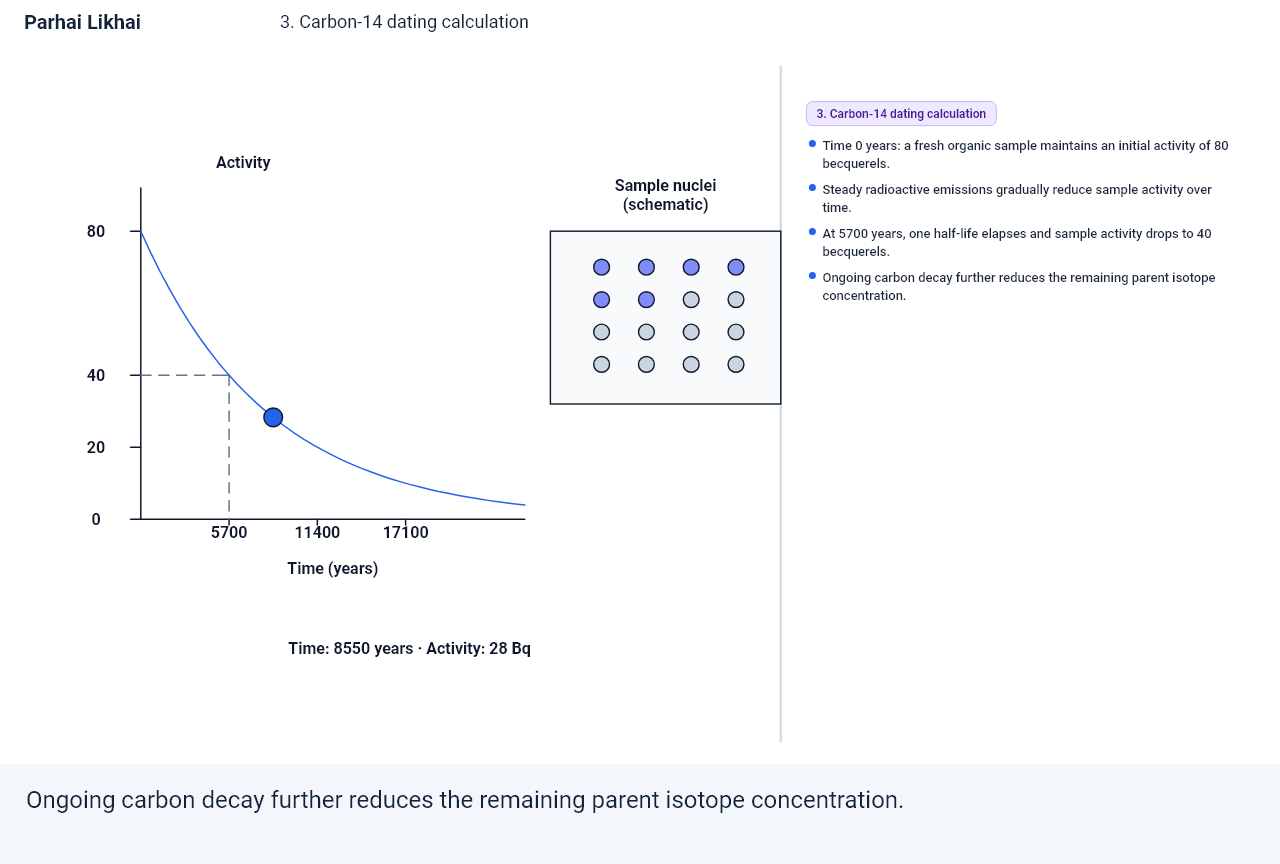 Parhai Likhai
3. Carbon-14 dating calculation
Activity
80
40
20
0
5700 11400 17100
Time (years)
Time: 8550 years · Activity: 28 Bq
Sample nuclei
(schematic)
3. Carbon-14 dating calculation
Time 0 years: a fresh organic sample maintains an initial activity of 80
becquerels.
Steady radioactive emissions gradually reduce sample activity over
time.
At 5700 years, one half-life elapses and sample activity drops to 40
becquerels.
Ongoing carbon decay further reduces the remaining parent isotope
concentration.
Ongoing carbon decay further reduces the remaining parent isotope concentration.